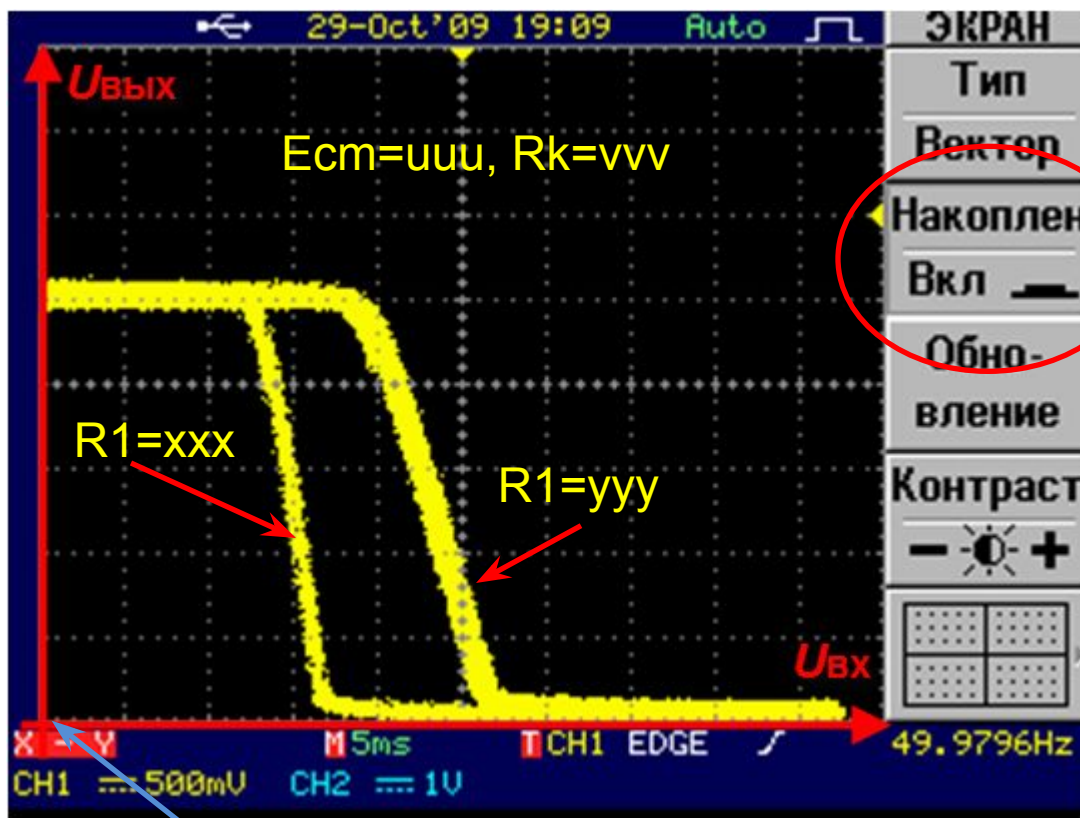 29-Oct'09 19:09 Auto
ЭКРАН
Тип
Вектор
Накоплен
Вкл
Обно-
вление
Контраст
Uвых
Ecm=uuu, Rk=vvv
R1=xxx
R1=yyy
Uвх
X → Y M 5ms T CH1 EDGE 49.9796Hz
CH1 500mV CH2 1V